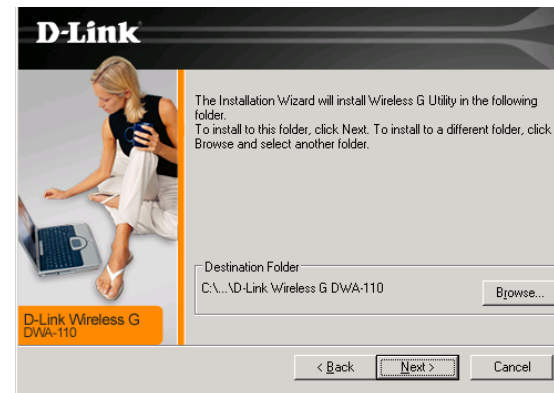 D-Link
The Installation Wizard will install Wireless G Utility in the following
folder.
To install to this folder, click Next. To install to a different folder, click
Browse and select another folder.
Destination Folder
C:\...\D-Link Wireless G DWA-110
Browse...
D-Link Wireless G
DWA-110
< Back
Next >
Cancel